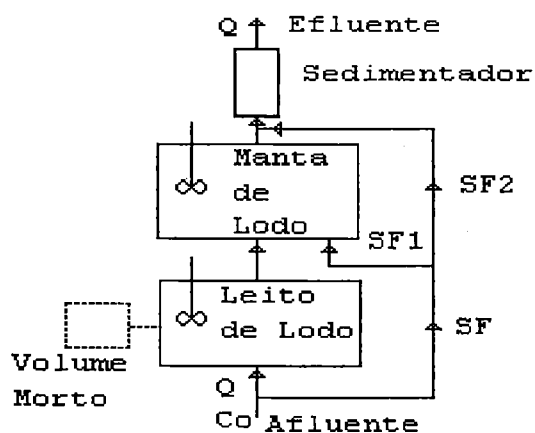 Q Efluente
Sedimentador
Manta
de
Lodo
SF2
SF1
Leito
de Lodo
SF
Volume
Morto
Q
Co Afluente